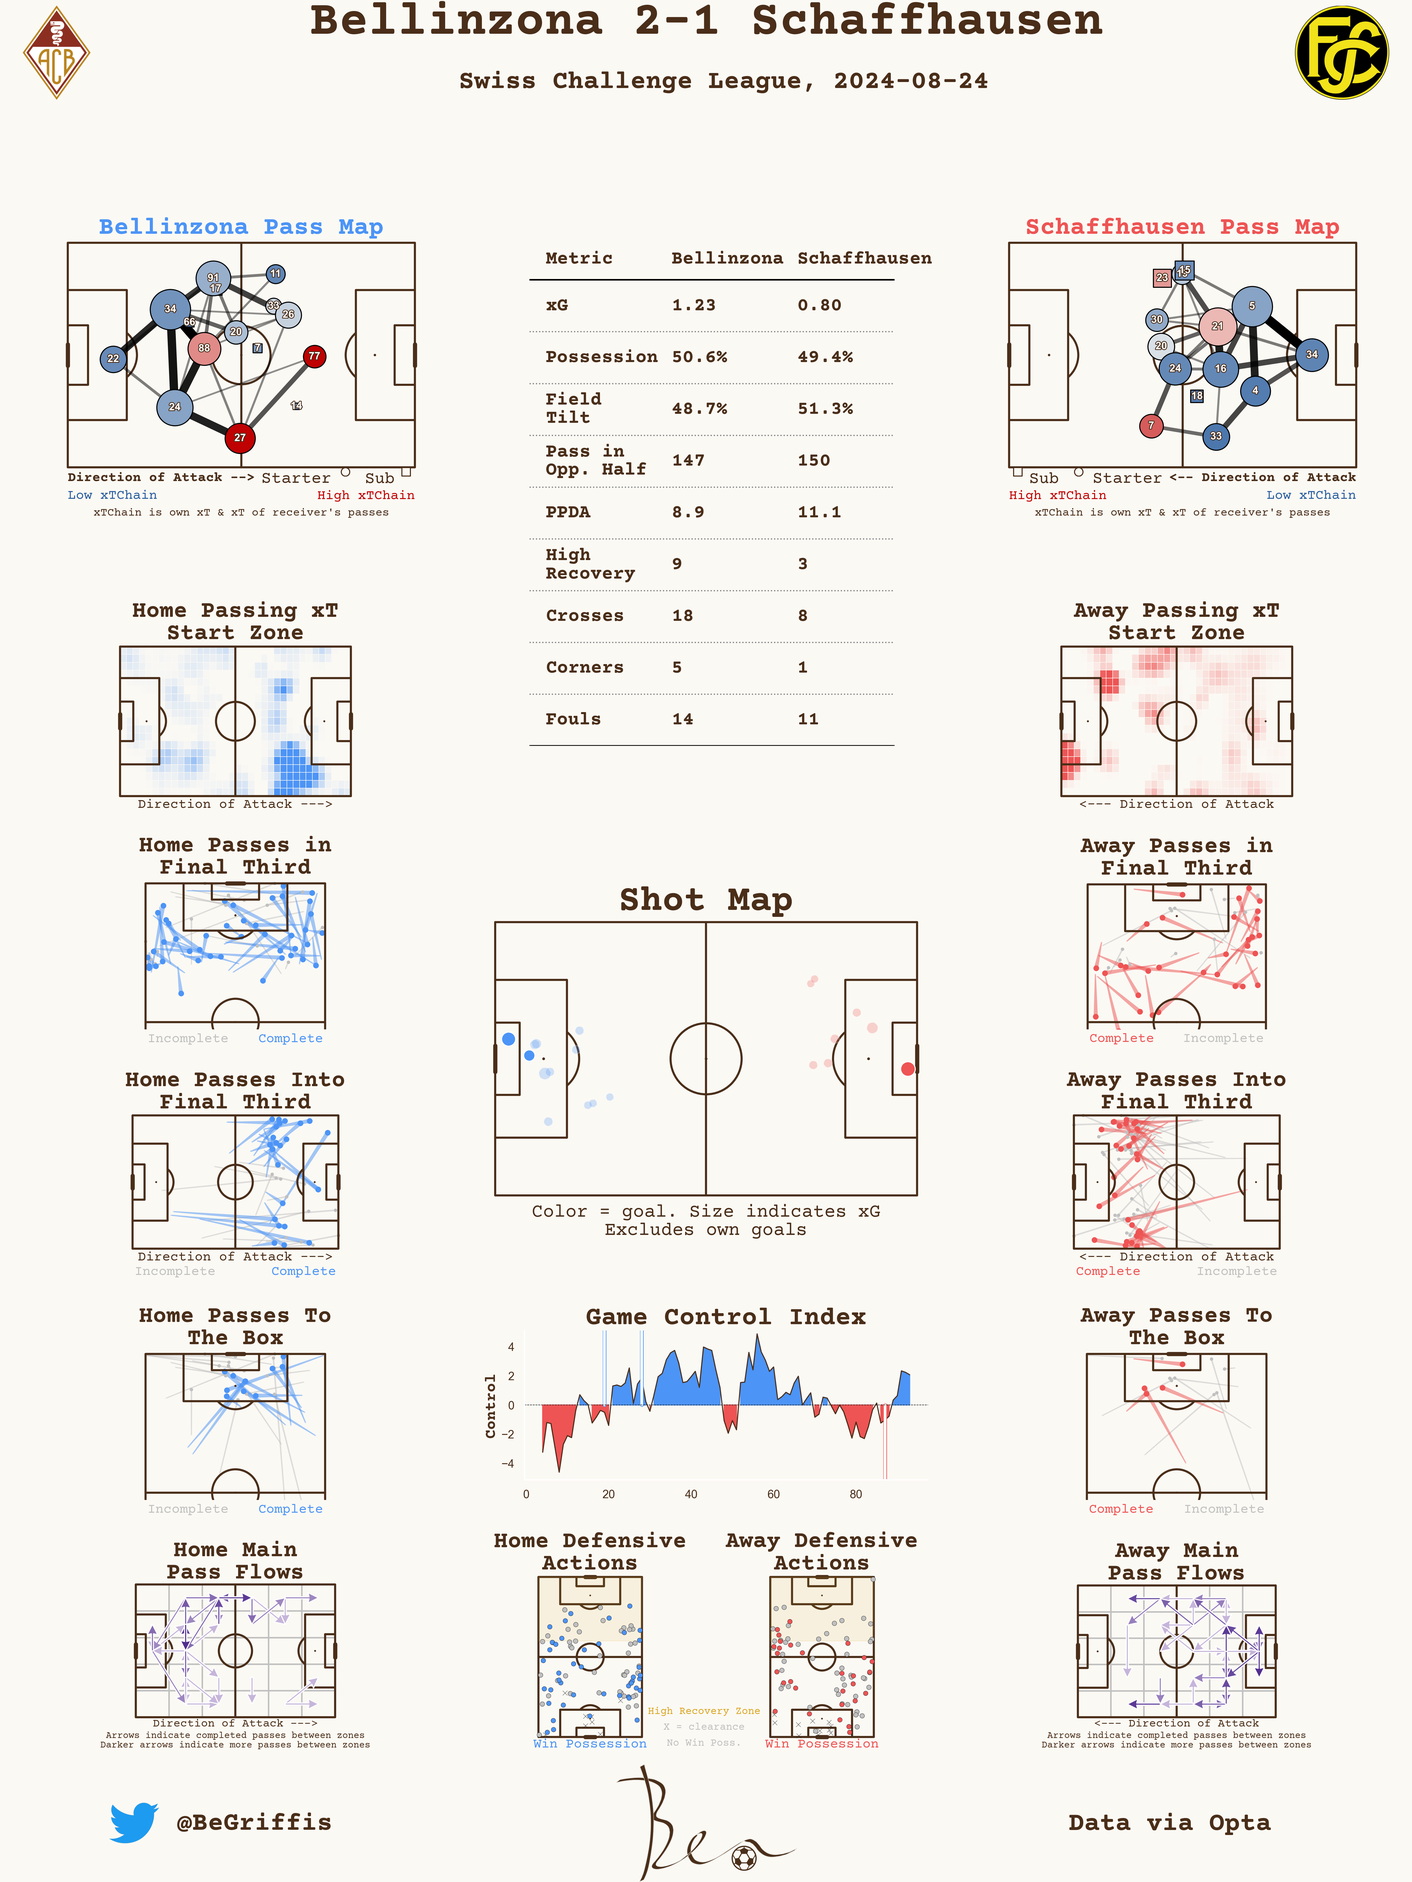 Bellinzona 2-1 Schaffhausen
Swiss Challenge League, 2024-08-24
ACB
FCS
Bellinzona Pass Map
91
17
11
34
66
33
26
20
88
7
22
77
24
14
27
Direction of Attack --> Starter Sub
Low xTChain High xTChain
xTChain is own xT & xT of receiver's passes
Metric Bellinzona Schaffhausen
xG 1.23 0.80
Possession 50.6% 49.4%
Field
Tilt 48.7% 51.3%
Pass in
Opp. Half 147 150
PPDA 8.9 11.1
High
Recovery 9 3
Crosses 18 8
Corners 5 1
Fouls 14 11
Schaffhausen Pass Map
23
15
5
30
21
20
34
24
16
4
18
7
33
Sub Starter <-- Direction of Attack
High xTChain Low xTChain
xTChain is own xT & xT of receiver's passes
Home Passing xT
Start Zone
Direction of Attack --->
Away Passing xT
Start Zone
<--- Direction of Attack
Home Passes in
Final Third
Incomplete Complete
Away Passes in
Final Third
Complete Incomplete
Shot Map
Color = goal. Size indicates xG
Excludes own goals
Home Passes Into
Final Third
Direction of Attack --->
Incomplete Complete
Away Passes Into
Final Third
<--- Direction of Attack
Complete Incomplete
Home Passes To
The Box
Incomplete Complete
Game Control Index
Control
4
2
0
−2
−4
0 20 40 60 80
Away Passes To
The Box
Complete Incomplete
Home Main
Pass Flows
Direction of Attack --->
Arrows indicate completed passes between zones
Darker arrows indicate more passes between zones
Home Defensive
Actions
Win Possession
High Recovery Zone
X = clearance
No Win Poss.
Away Defensive
Actions
Win Possession
Away Main
Pass Flows
<--- Direction of Attack
Arrows indicate completed passes between zones
Darker arrows indicate more passes between zones
@BeGriffis
Ben
Data via Opta